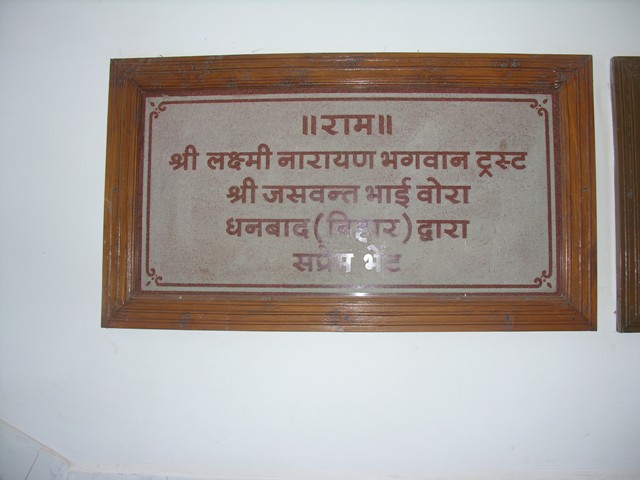 ॥राम॥
श्री लक्ष्मी नारायण भगवान ट्रस्ट
श्री जसवन्त भाई वोरा
धनबाद (बिहार) द्वारा
सप्रेम भेंट